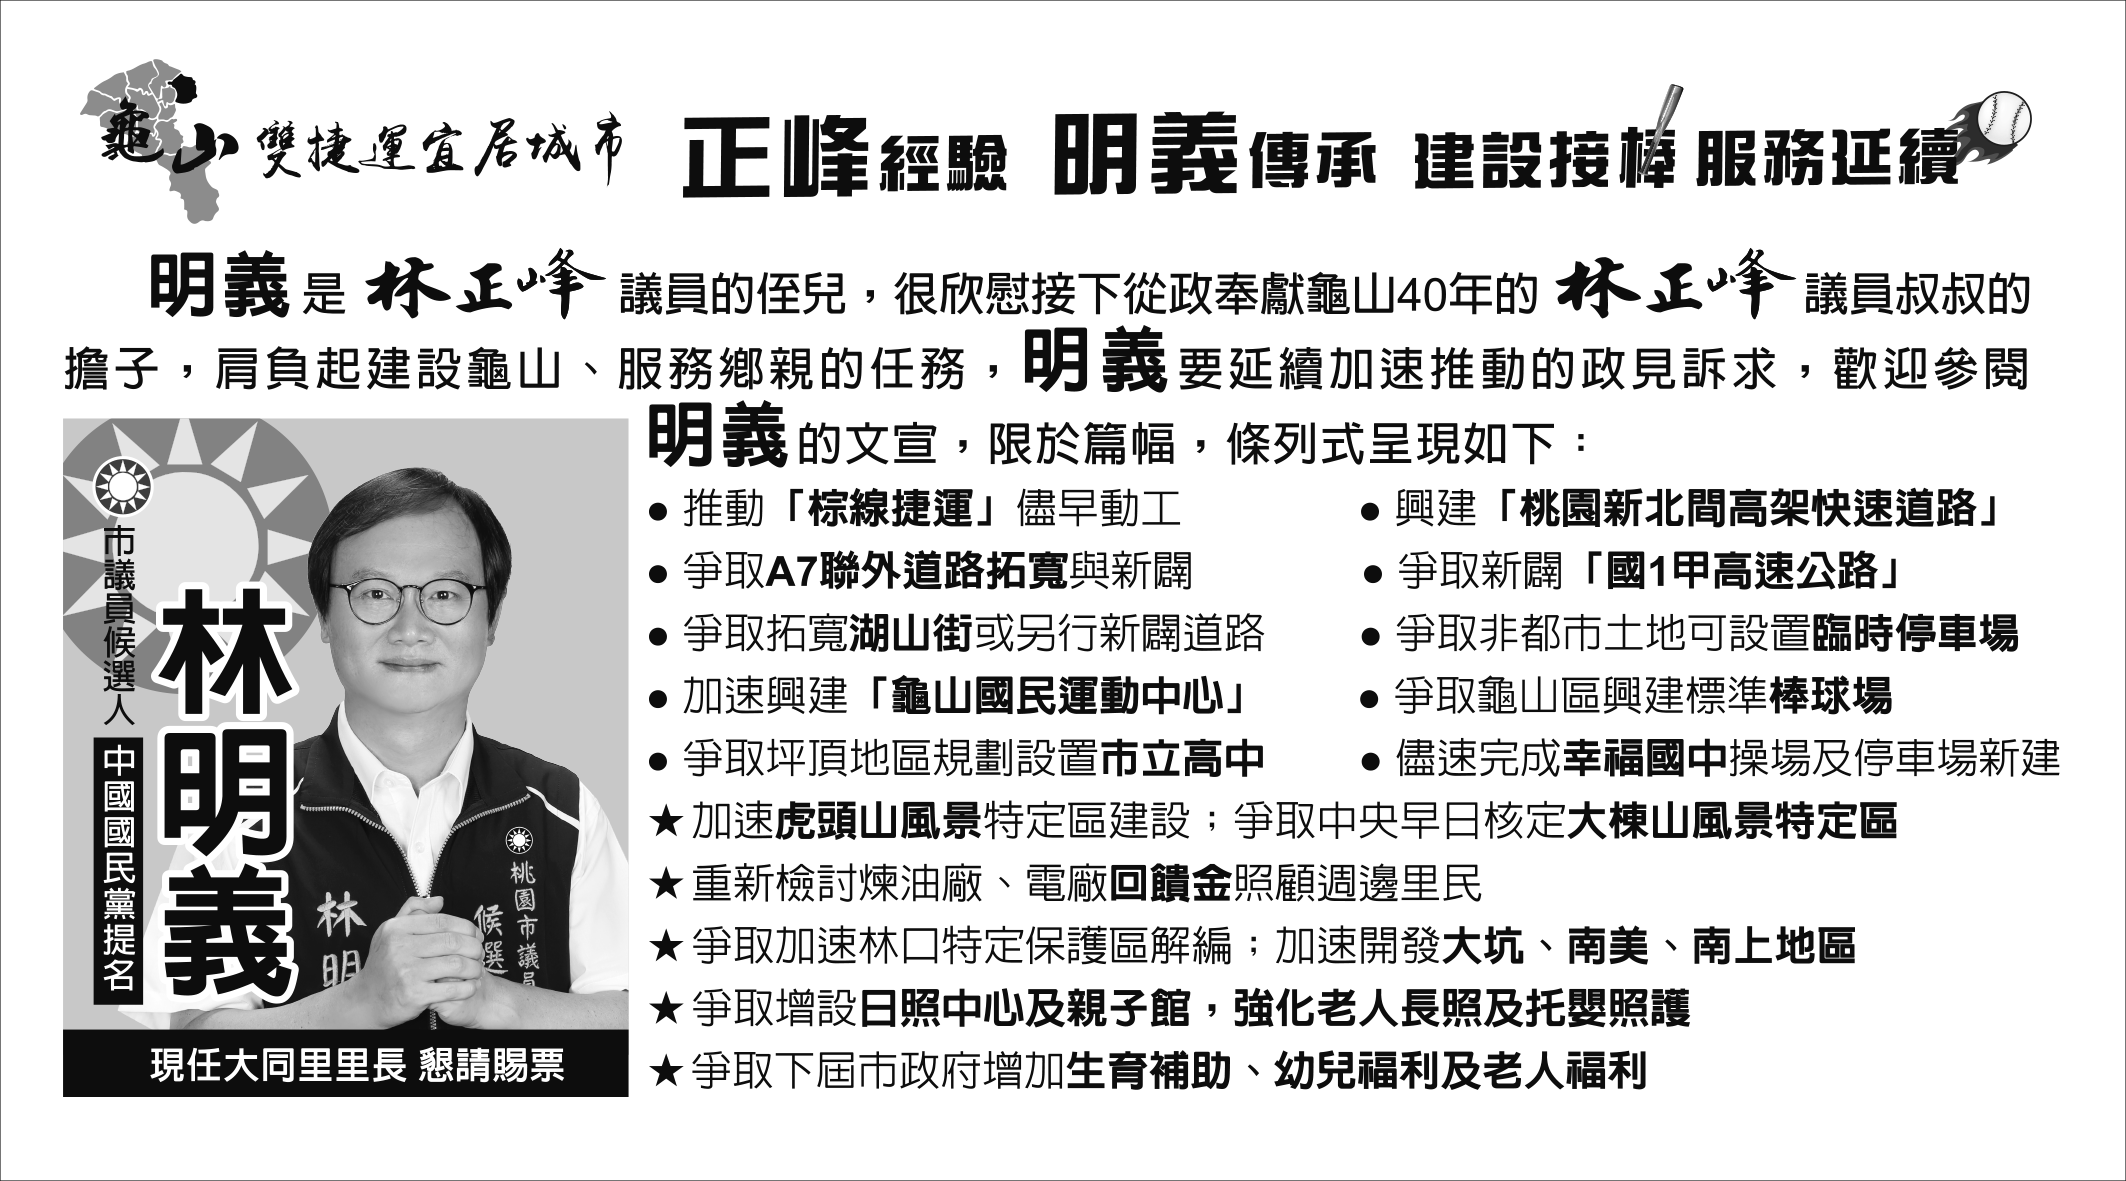 龜山雙捷運宜居城市
正峰經驗 明義傳承 建設接棒 服務延續
明義是林正峰議員的侄兒，很欣慰接下從政奉獻龜山40年的林正峰議員叔叔的
擔子，肩負起建設龜山、服務鄉親的任務，明義要延續加速推動的政見訴求，歡迎參閱
明義的文宣，限於篇幅，條列式呈現如下：
● 推動「棕線捷運」儘早動工
● 爭取A7聯外道路拓寬與新闢
● 爭取拓寬湖山街或另行新闢道路
● 加速興建「龜山國民運動中心」
● 爭取坪頂地區規劃設置市立高中
● 興建「桃園新北間高架快速道路」
● 爭取新闢「國1甲高速公路」
● 爭取非都市土地可設置臨時停車場
● 爭取龜山區興建標準棒球場
● 儘速完成幸福國中操場及停車場新建
★加速虎頭山風景特定區建設；爭取中央早日核定大棟山風景特定區
★重新檢討煉油廠、電廠回饋金照顧週邊里民
★爭取加速林口特定保護區解編；加速開發大坑、南美、南上地區
★爭取增設日照中心及親子館，強化老人長照及托嬰照護
★爭取下屆市政府增加生育補助、幼兒福利及老人福利
市議員候選人
中國國民黨提名
林明義
林明
桃園市議員
候選
現任大同里里長 懇請賜票